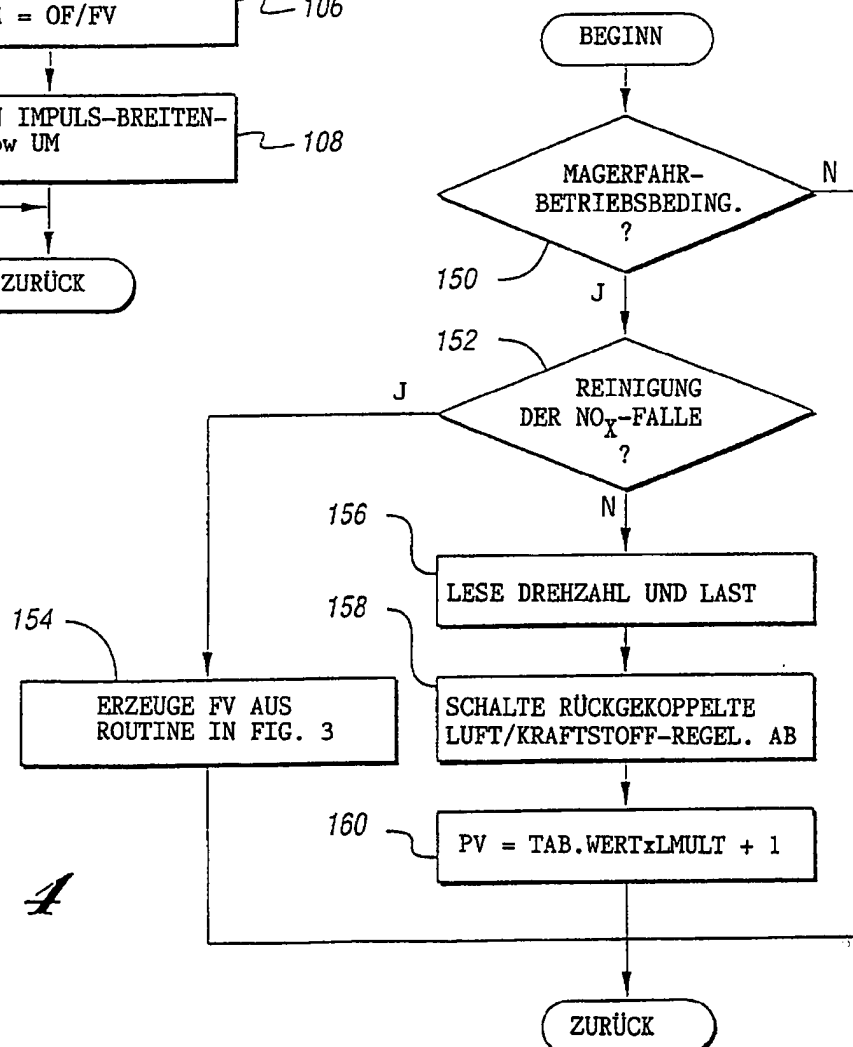 = OF/FV
106
IMPULS-BREITEN-
UM
108
ZURÜCK
BEGINN
MAGERFAHR-
BETRIEBSBEDING.
?
N
150
J
152
REINIGUNG
DER NOX-FALLE
?
J
N
156
LESE DREHZAHL UND LAST
158
SCHALTE RÜCKGEKOPPELTE
LUFT/KRAFTSTOFF-REGEL. AB
154
ERZEUGE FV AUS
ROUTINE IN FIG. 3
160
PV = TAB.WERTxLMULT + 1
4
ZURÜCK